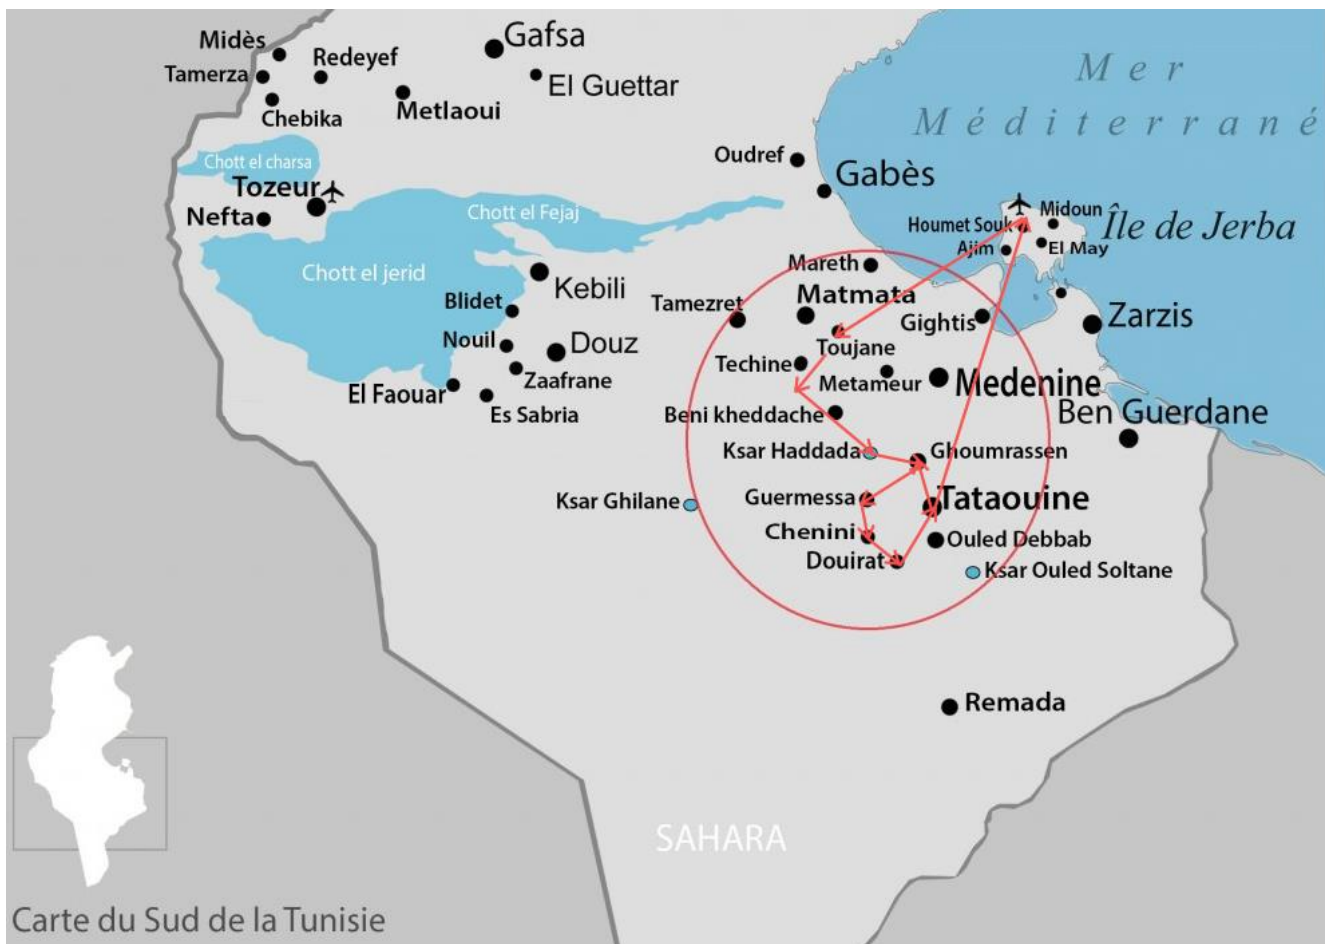 Gafsa
Midès
Redeyef
Tamerza
El Guettar
Metlaoui
Chebika
Mer
Méditerrané
Oudref
Chott el charsa
Gabès
Tozeur
Nefta
Chott el Fejaj
Houmet Souk
Midoun
Île de Jerba
Ajim
El May
Mareth
Chott el jerid
Kebili
Blidet
Tamezret
Matmata
Gightis
Zarzis
Nouil
Douz
Toujane
Techine
Zaafrane
Metameur
Medenine
El Faouar
Es Sabria
Beni kheddache
Ben Guerdane
Ksar Haddada
Ghoumrassen
Ksar Ghilane
Guermessa
Tataouine
Chenini
Ouled Debbab
Douirat
Ksar Ouled Soltane
Remada
SAHARA
Carte du Sud de la Tunisie